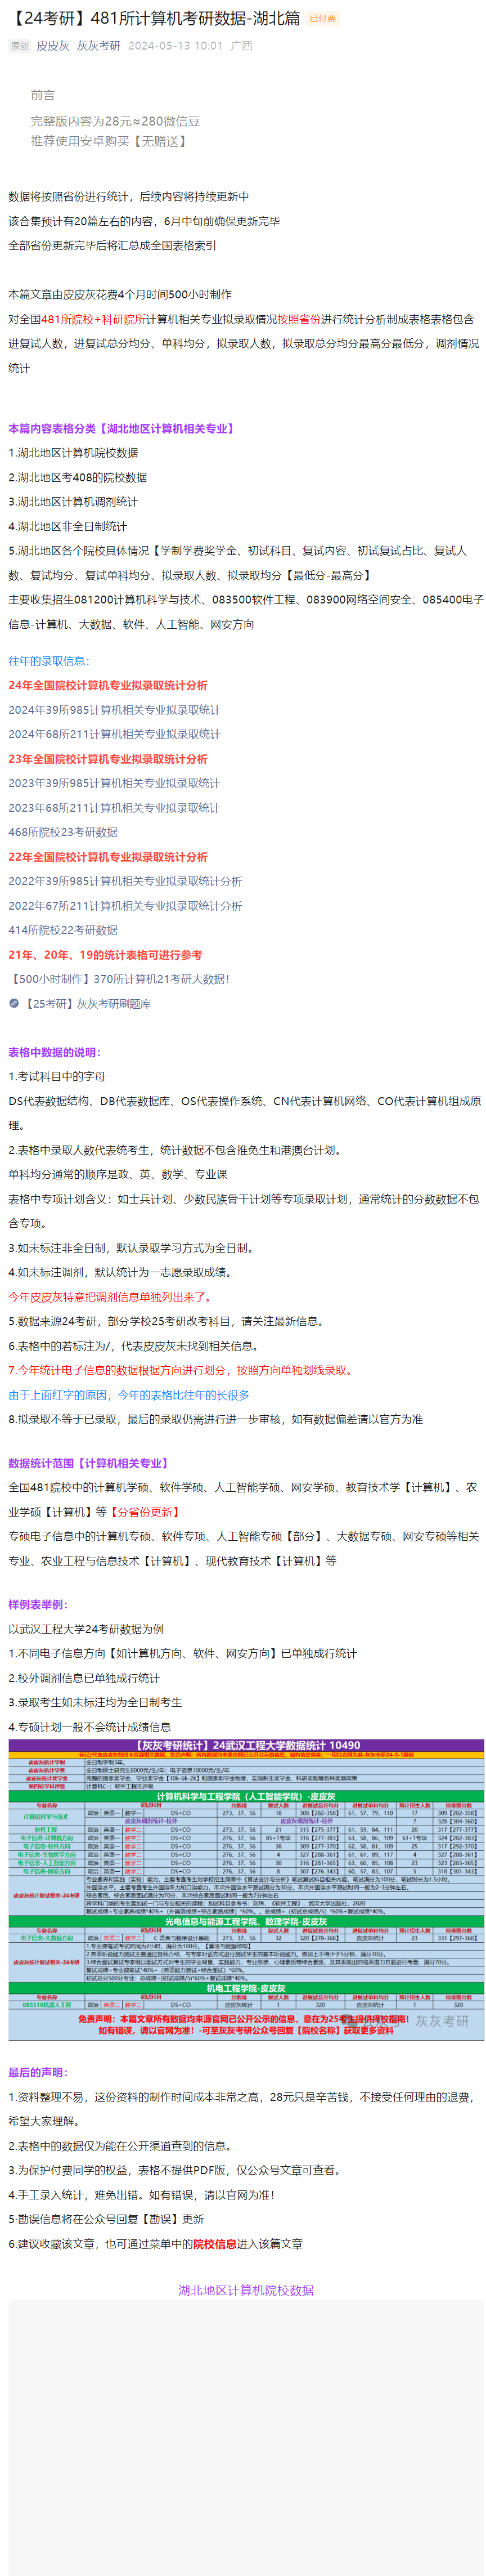 【24考研】481所计算机考研数据-湖北篇 已付费
原创 皮皮灰 灰灰考研 2024-05-13 10:01 广西
前言
完整版内容为28元≈280微信豆
推荐使用安卓购买【无赠送】
数据将按照省份进行统计，后续内容将持续更新中
该合集预计有20篇左右的内容，6月中旬前确保更新完毕
全部省份更新完毕后将汇总成全国表格索引
本篇文章由皮皮灰花费4个月时间500小时制作
对全国481所院校+科研院所计算机相关专业拟录取情况按照省份进行统计分析制成表格表格包含
进复试人数，进复试总分均分、单科均分，拟录取人数，拟录取总分均分最高分最低分，调剂情况
统计
本篇内容表格分类【湖北地区计算机相关专业】
1.湖北地区计算机院校数据
2.湖北地区考408的院校数据
3.湖北地区计算机调剂统计
4.湖北地区非全日制统计
5.湖北地区各个院校具体情况【学制学费奖学金、初试科目、复试内容、初试复试占比、复试人
数、复试均分、复试单科均分、拟录取人数、拟录取均分【最低分-最高分】
主要收集招生081200计算机科学与技术、083500软件工程、083900网络空间安全、085400电子
信息-计算机、大数据、软件、人工智能、网安方向
往年的录取信息：
24年全国院校计算机专业拟录取统计分析
2024年39所985计算机相关专业拟录取统计
2024年68所211计算机相关专业拟录取统计
23年全国院校计算机专业拟录取统计分析
2023年39所985计算机相关专业拟录取统计
2023年68所211计算机相关专业拟录取统计
468所院校23考研数据
22年全国院校计算机专业拟录取统计分析
2022年39所985计算机相关专业拟录取统计分析
2022年67所211计算机相关专业拟录取统计分析
414所院校22考研数据
21年、20年、19的统计表格可进行参考
【500小时制作】370所计算机21考研大数据！
【25考研】灰灰考研刷题库
表格中数据的说明：
1.考试科目中的字母
DS代表数据结构、DB代表数据库、OS代表操作系统、CN代表计算机网络、CO代表计算机组成原
理。
2.表格中录取人数代表统考生，统计数据不包含推免生和港澳台计划。
单科均分通常的顺序是政、英、数学、专业课
表格中专项计划含义：如士兵计划、少数民族骨干计划等专项录取计划，通常统计的分数数据不包
含专项。
3.如未标注非全日制，默认录取学习方式为全日制。
4.如未标注调剂，默认统计为一志愿录取成绩。
今年皮皮灰特意把调剂信息单独列出来了。
5.数据来源24考研，部分学校25考研改考科目，请关注最新信息。
6.表格中的若标注为/，代表皮皮灰未找到相关信息。
7.今年统计电子信息的数据根据方向进行划分，按照方向单独划线录取。
由于上面红字的原因，今年的表格比往年的长很多
8.拟录取不等于已录取，最后的录取仍需进行进一步审核，如有数据偏差请以官方为准
数据统计范围【计算机相关专业】
全国481院校中的计算机学硕、软件学硕、人工智能学硕、网安学硕、教育技术学【计算机】、农
业学硕【计算机】等【分省份更新】
专硕电子信息中的计算机专硕、软件专项、人工智能专硕【部分】、大数据专硕、网安专硕等相关
专业、农业工程与信息技术【计算机】、现代教育技术【计算机】等
样例表举例：
以武汉工程大学24考研数据为例
1.不同电子信息方向【如计算机方向、软件、网安方向】已单独成行统计
2.校外调剂信息已单独成行统计
3.录取考生如未标注均为全日制考生
4.专硕计划一般不会统计成绩信息
【灰灰考研统计】24武汉工程大学数据统计 10490
计算机科学与工程学院（人工智能学院）-皮皮灰
光电信息与能源工程学院、数理学院-皮皮灰
机电工程学院-皮皮灰
085510机器人工程 政治 英语二 数学二 DS+CO 皮皮灰统计 1 320 皮皮灰统计 1 320
免责声明：本篇文章所有数据均来源官网已公开公示的信息，意在为25考生提供择校指南！
如有错误，请以官网为准！-可至灰灰考研公众号回复【院校名称】获取更多资料
灰灰考研
最后的声明：
1.资料整理不易，这份资料的制作时间成本非常之高，28元只是辛苦钱，不接受任何理由的退费，
希望大家理解。
2.表格中的数据仅为能在公开渠道查到的信息。
3.为保护付费同学的权益，表格不提供PDF版，仅公众号文章可查看。
4.手工录入统计，难免出错。如有错误，请以官网为准！
5·勘误信息将在公众号回复【勘误】更新
6.建议收藏该文章，也可通过菜单中的院校信息进入该篇文章
湖北地区计算机院校数据